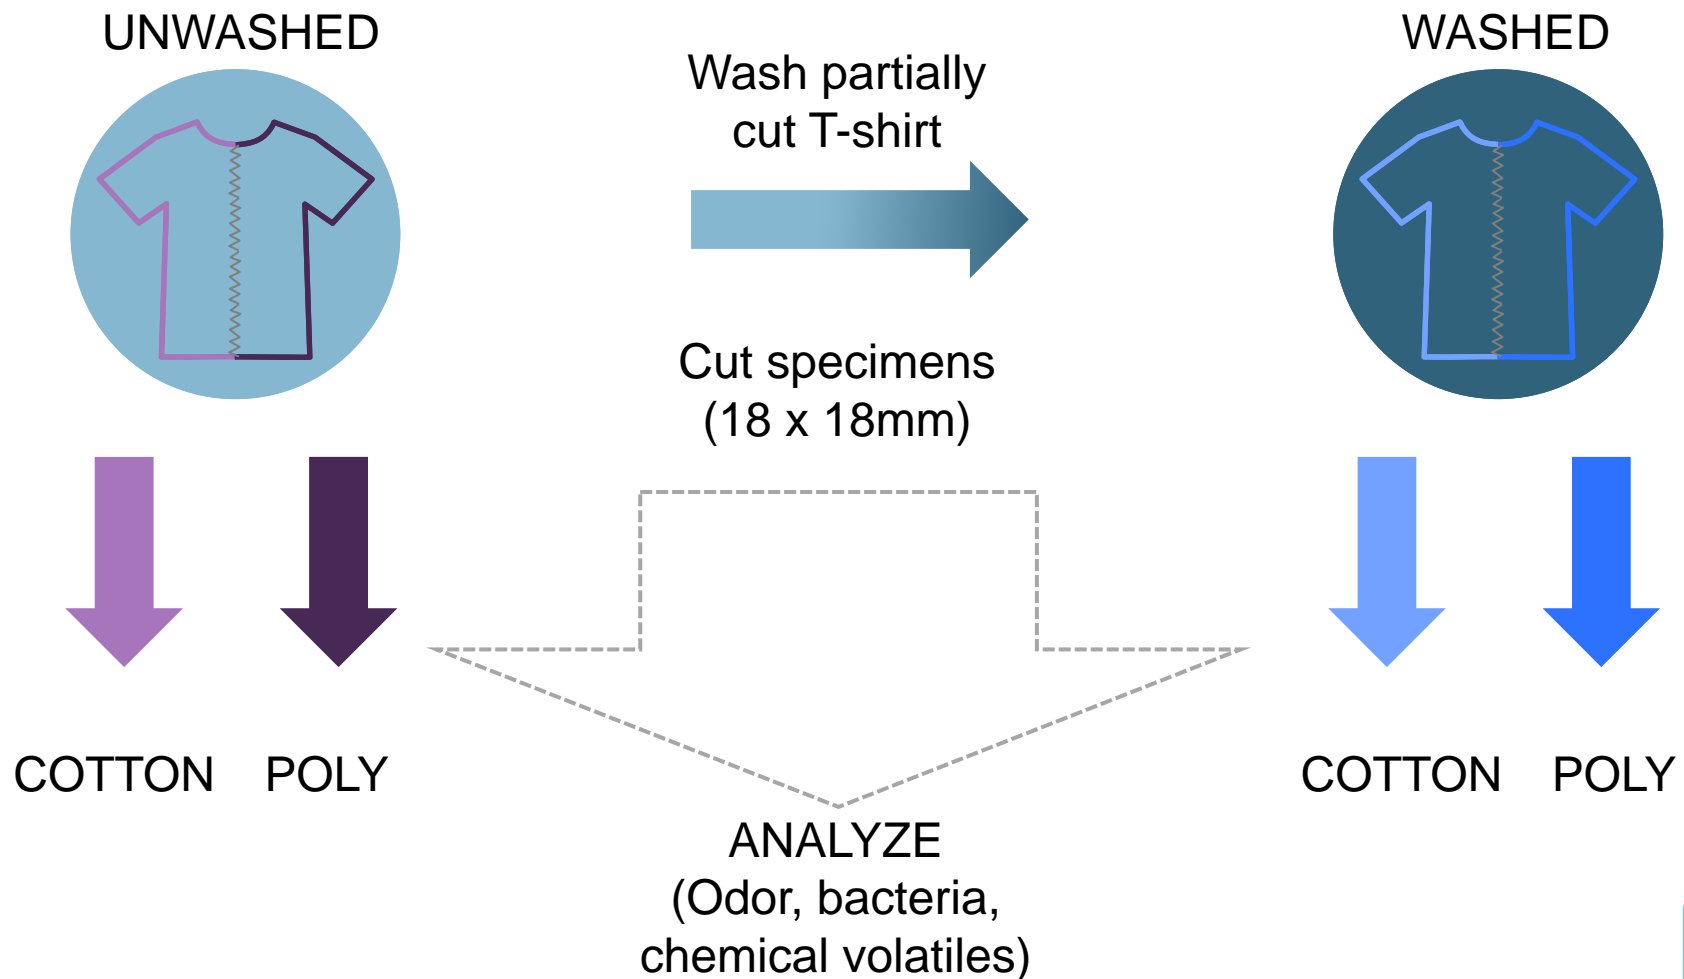 UNWASHED
WASHED
Wash partially
cut T-shirt
Cut specimens
(18 x 18mm)
COTTON
POLY
COTTON
POLY
ANALYZE
(Odor, bacteria,
chemical volatiles)